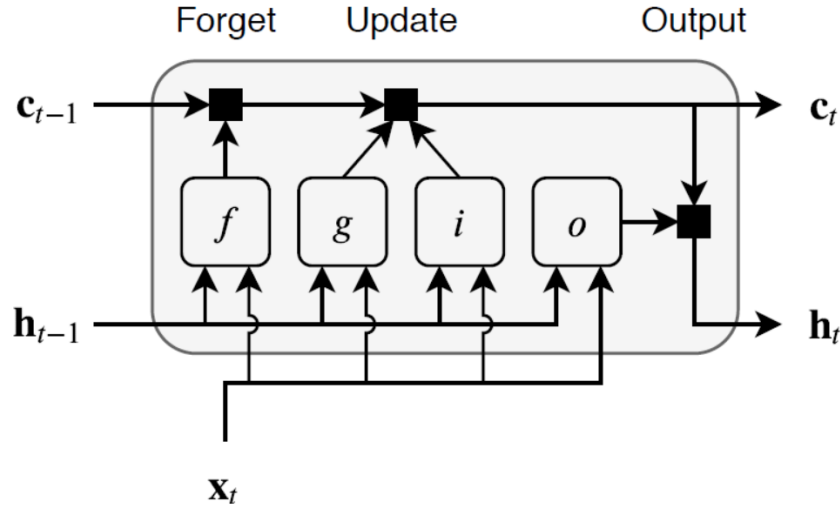 Forget Update Output
c_{t−1} c_t
f g i o
h_{t−1} h_t
x_t